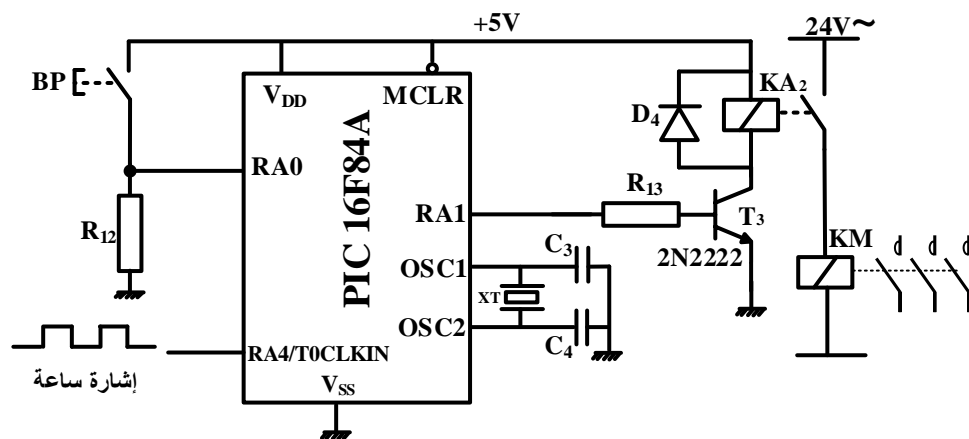 +5V
24V~
BP
V_DD
MCLR
KA₂
D₄
PIC 16F84A
RA0
R₁₃
R₁₂
RA1
T₃
2N2222
KM
C₃
OSC1
XT
OSC2
C₄
RA4/T0CLKIN
V_SS
إشارة ساعة